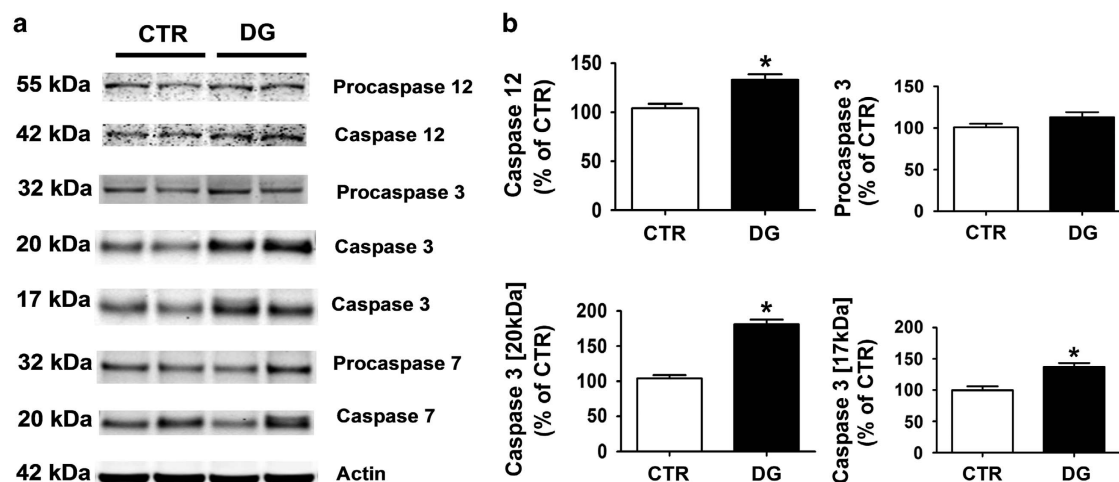 a
CTR DG
55 kDa Procaspase 12
42 kDa Caspase 12
32 kDa Procaspase 3
20 kDa Caspase 3
17 kDa Caspase 3
32 kDa Procaspase 7
20 kDa Caspase 7
42 kDa Actin
b
Caspase 12
(% of CTR)
150
100
50
0
*
CTR DG
Procaspase 3
(% of CTR)
150
100
50
0
CTR DG
Caspase 3 [20kDa]
(% of CTR)
200
150
100
50
0
*
CTR DG
Caspase 3 [17kDa]
(% of CTR)
200
150
100
50
0
*
CTR DG